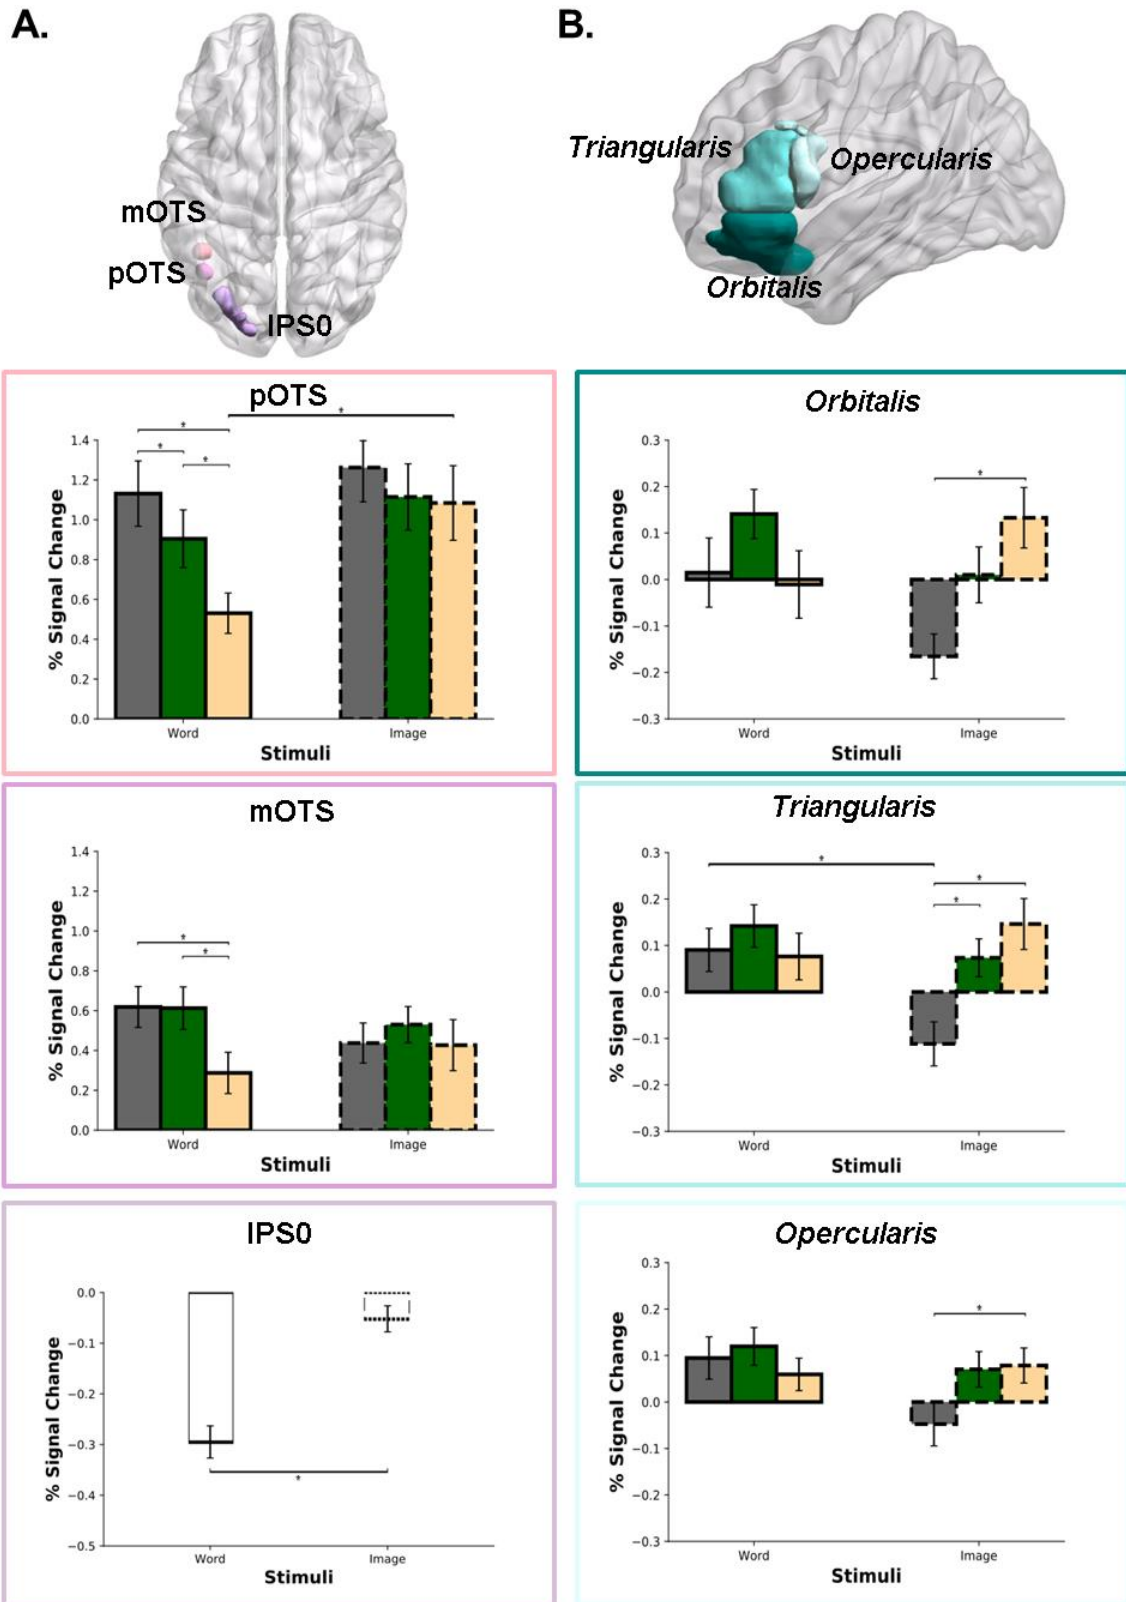 A.
mOTS
pOTS
IPS0
B.
Triangularis
Opercularis
Orbitalis
pOTS
*
*
*
*
1.4
1.2
1.0
0.8
0.6
0.4
0.2
0.0
% Signal Change
Word
Image
Stimuli
Orbitalis
*
0.3
0.2
0.1
0.0
−0.1
−0.2
−0.3
% Signal Change
Word
Image
Stimuli
mOTS
*
*
1.4
1.2
1.0
0.8
0.6
0.4
0.2
0.0
% Signal Change
Word
Image
Stimuli
Triangularis
*
*
*
0.3
0.2
0.1
0.0
−0.1
−0.2
−0.3
% Signal Change
Word
Image
Stimuli
IPS0
0.0
−0.1
−0.2
−0.3
−0.4
−0.5
*
% Signal Change
Word
Image
Stimuli
Opercularis
*
0.3
0.2
0.1
0.0
−0.1
−0.2
−0.3
% Signal Change
Word
Image
Stimuli